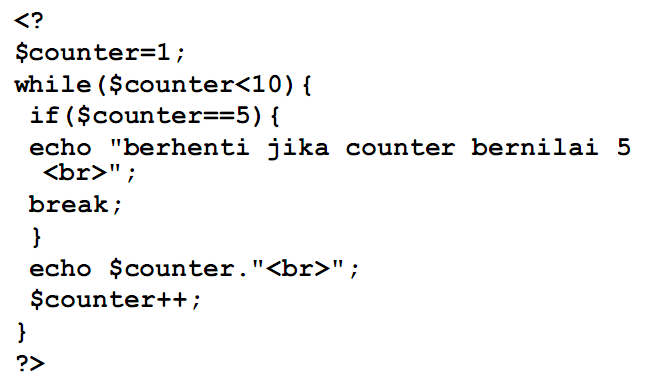 <?
$counter=1;
while($counter<10){
if($counter==5){
echo "berhenti jika counter bernilai 5
<br>";
break;
}
echo $counter."<br>";
$counter++;
}
?>